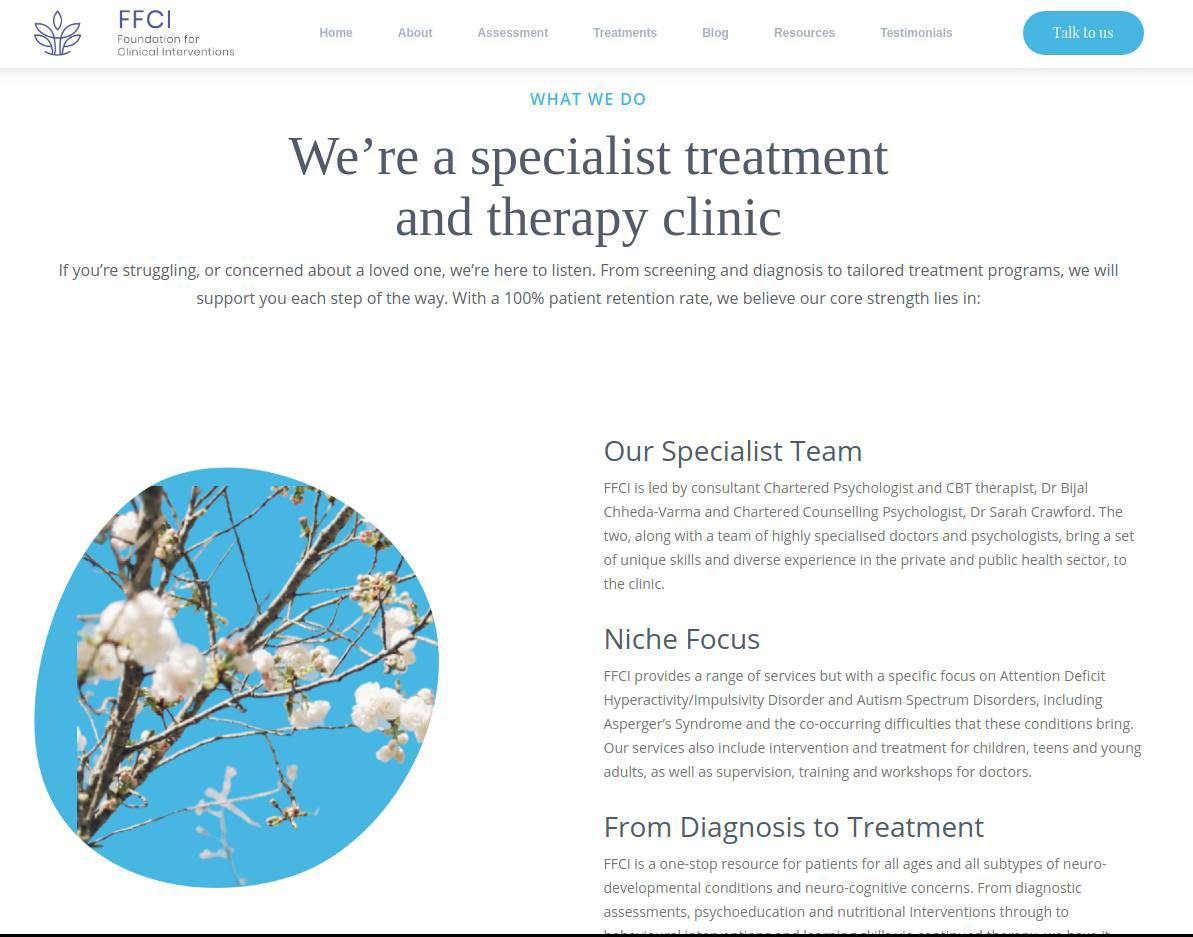 FFCI
Foundation for
Clinical Interventions
Home About Assessment Treatments Blog Resources Testimonials
Talk to us
WHAT WE DO
We’re a specialist treatment
and therapy clinic
If you’re struggling, or concerned about a loved one, we’re here to listen. From screening and diagnosis to tailored treatment programs, we will
support you each step of the way. With a 100% patient retention rate, we believe our core strength lies in:
Our Specialist Team
FFCI is led by consultant Chartered Psychologist and CBT therapist, Dr Bijal
Chheda-Varma and Chartered Counselling Psychologist, Dr Sarah Crawford. The
two, along with a team of highly specialised doctors and psychologists, bring a set
of unique skills and diverse experience in the private and public health sector, to
the clinic.
Niche Focus
FFCI provides a range of services but with a specific focus on Attention Deficit
Hyperactivity/Impulsivity Disorder and Autism Spectrum Disorders, including
Asperger’s Syndrome and the co-occurring difficulties that these conditions bring.
Our services also include intervention and treatment for children, teens and young
adults, as well as supervision, training and workshops for doctors.
From Diagnosis to Treatment
FFCI is a one-stop resource for patients for all ages and all subtypes of neuro-
developmental conditions and neuro-cognitive concerns. From diagnostic
assessments, psychoeducation and nutritional Interventions through to